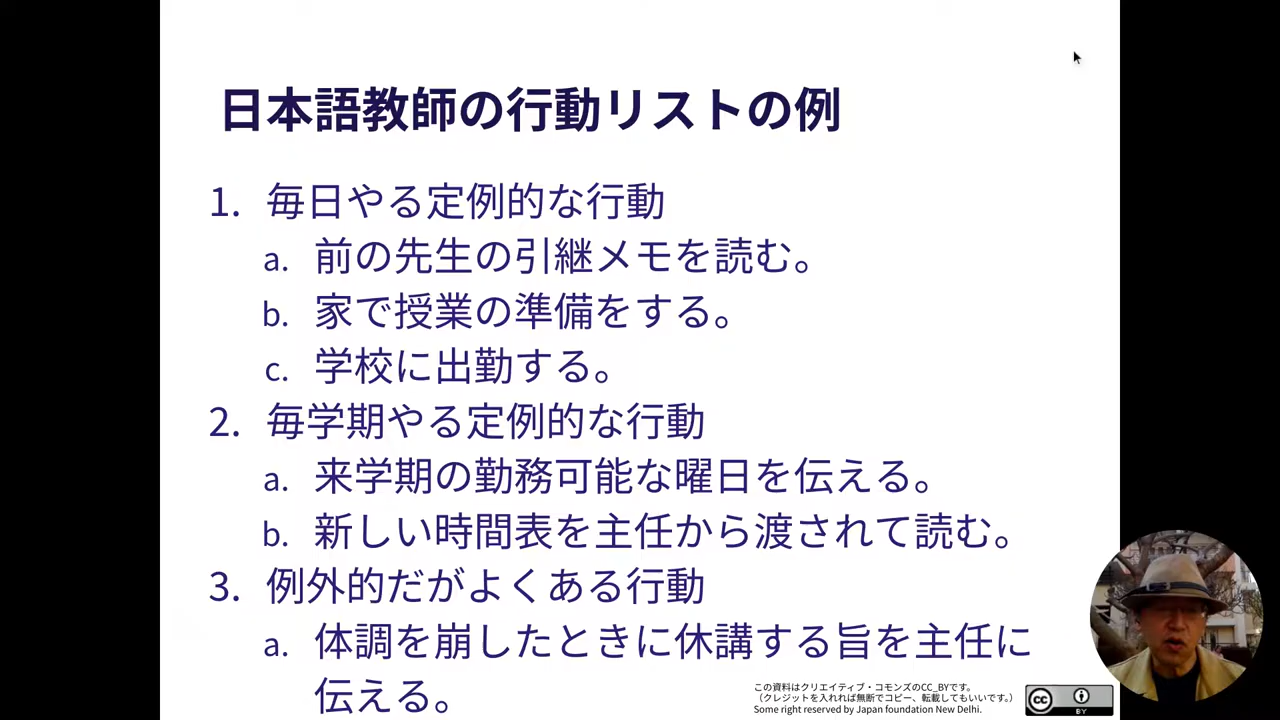 日本語教師の行動リストの例
1. 毎日やる定例的な行動
a. 前の先生の引継メモを読む。
b. 家で授業の準備をする。
c. 学校に出勤する。
2. 毎学期やる定例的な行動
a. 来学期の勤務可能な曜日を伝える。
b. 新しい時間表を主任から渡されて読む。
3. 例外的だがよくある行動
a. 体調を崩したときに休講する旨を主任に
伝える。
この資料はクリエイティブ・コモンズのCC_BYです。
（クレジットを入れれば無断でコピー、転載してもいいです。）
Some right reserved by Japan foundation New Delhi.
cc
BY